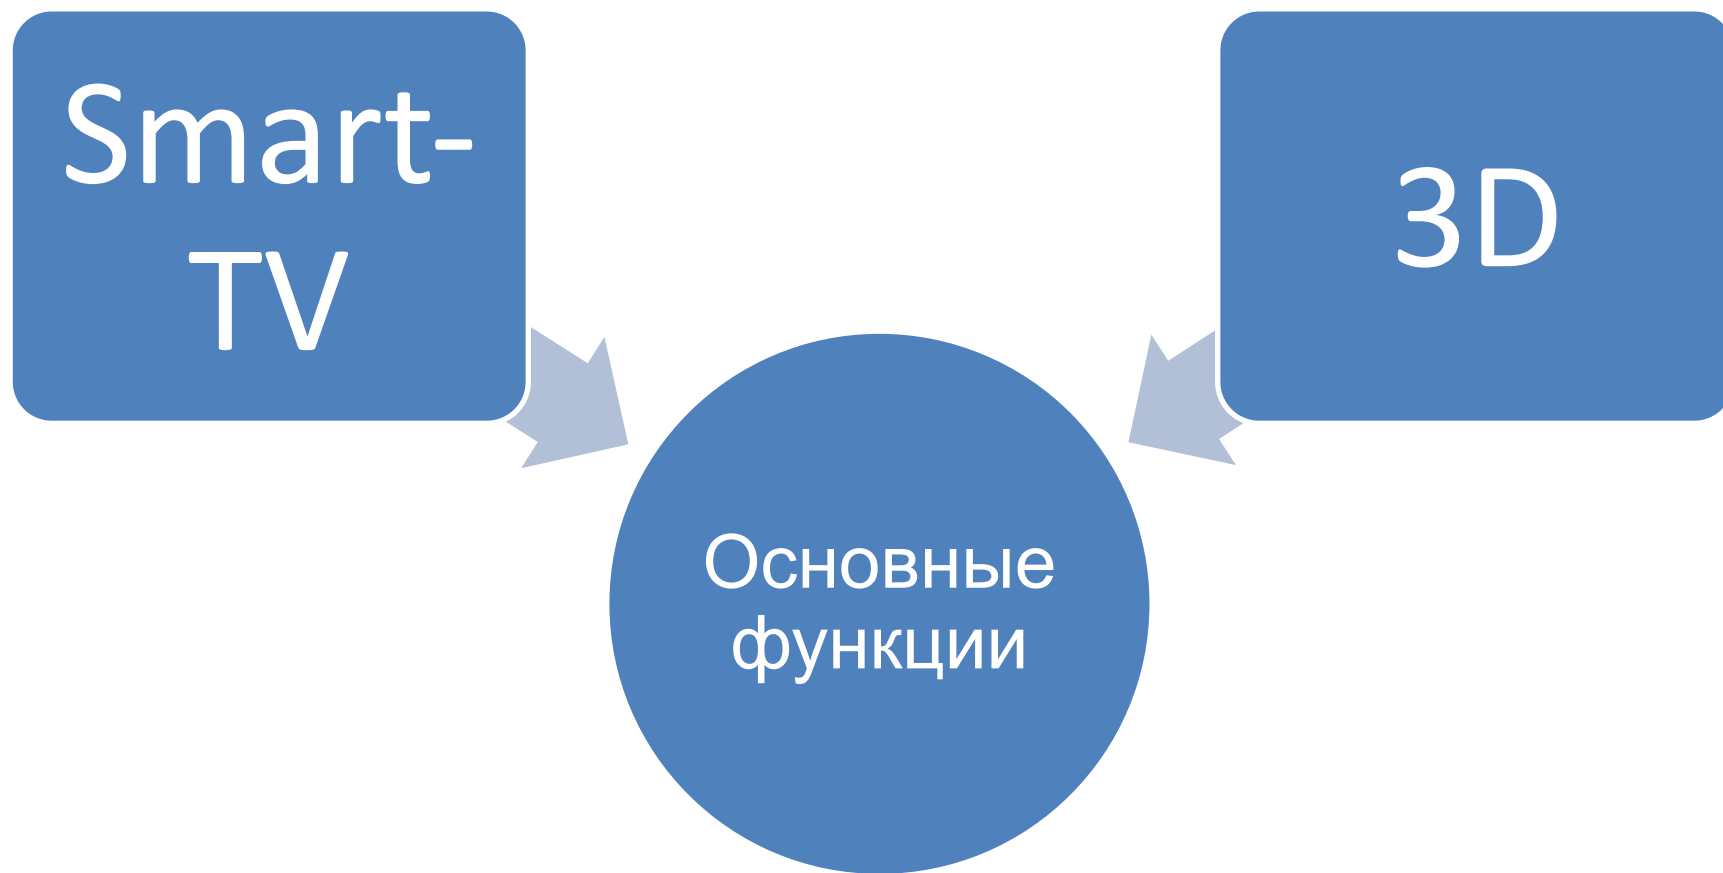 Smart-
TV
3D
Основные
функции